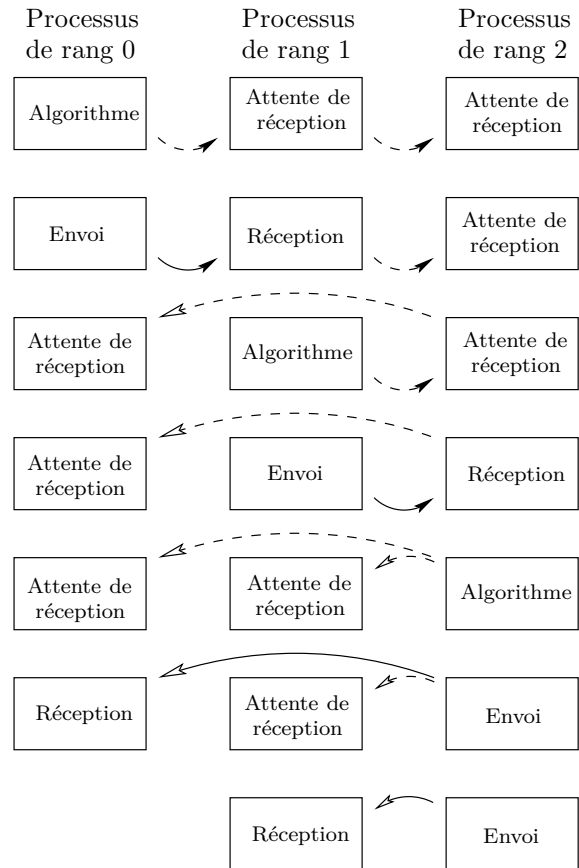 Processus
de rang 0
Processus
de rang 1
Processus
de rang 2
Algorithme
Attente de
réception
Attente de
réception
Envoi
Réception
Attente de
réception
Attente de
réception
Algorithme
Attente de
réception
Attente de
réception
Envoi
Réception
Attente de
réception
Attente de
réception
Algorithme
Réception
Attente de
réception
Envoi
Réception
Envoi